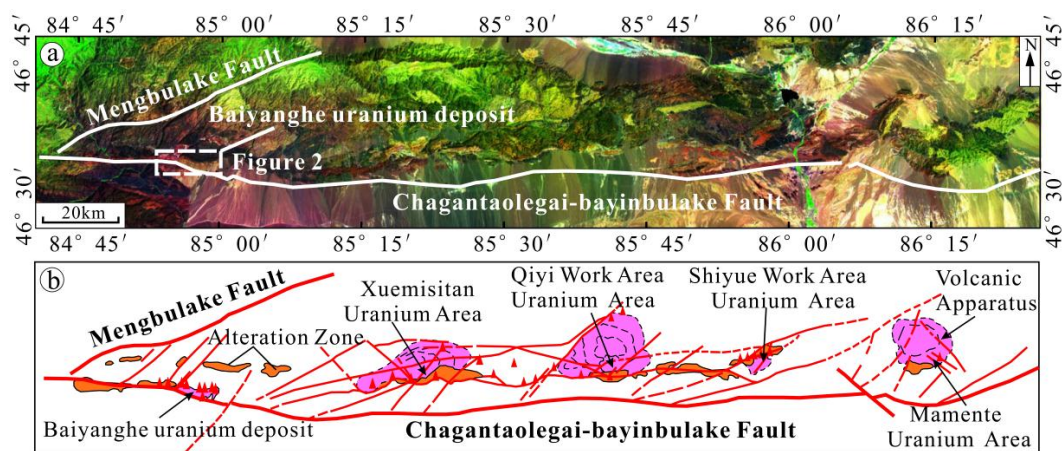 84° 45′
85° 00′
85° 15′
85° 30′
85° 45′
86° 00′
86° 15′
46° 45′
46° 45′
a
N
Mengbulake Fault
Baiyanghe uranium deposit
Figure 2
Chagantaolegai-bayinbulake Fault
20km
46° 30′
46° 30′
84° 45′
85° 00′
85° 15′
85° 30′
85° 45′
86° 00′
86° 15′
b
Mengbulake Fault
Alteration Zone
Xuemisitan
Uranium Area
Qiyi Work Area
Uranium Area
Shiyue Work Area
Uranium Area
Volcanic
Apparatus
Baiyanghe uranium deposit
Chagantaolegai-bayinbulake Fault
Mamente
Uranium Area